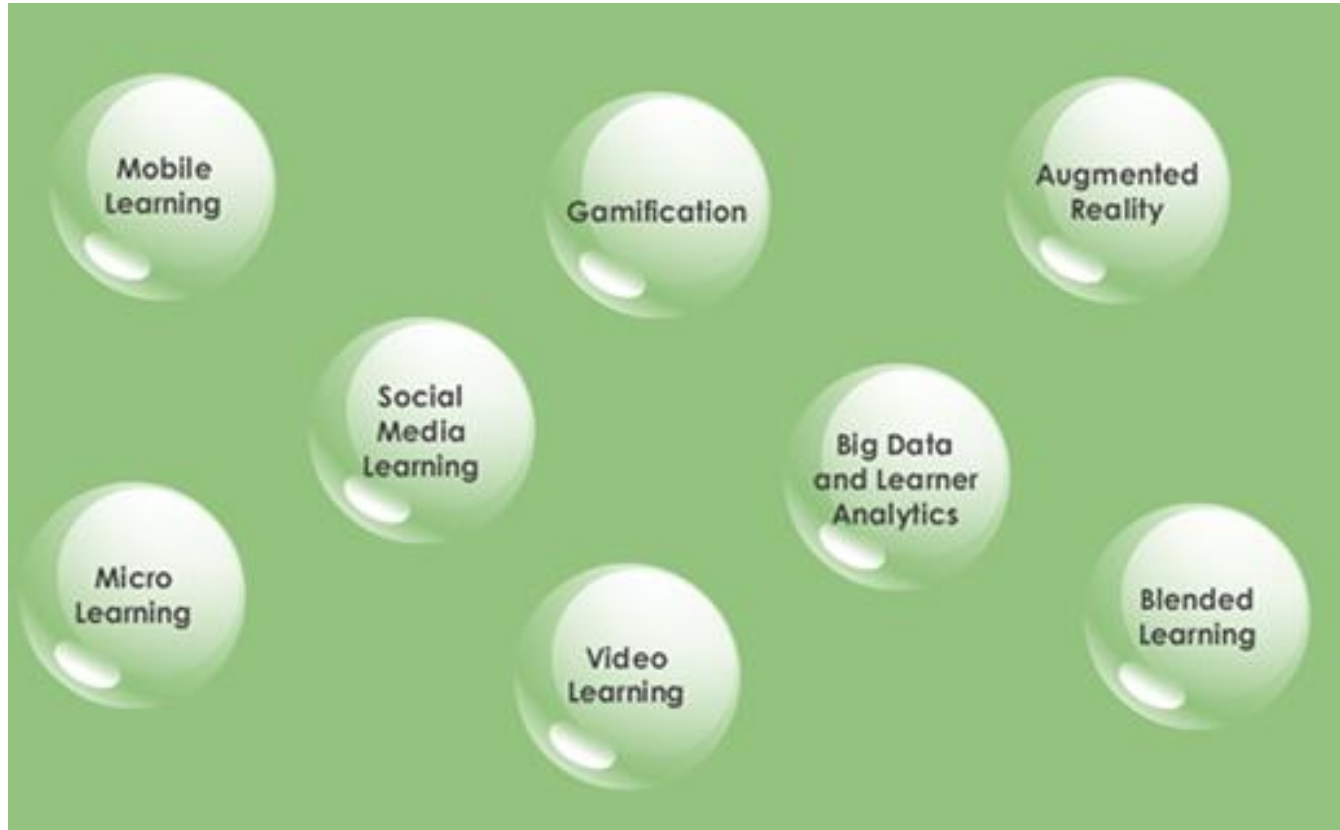 Mobile
Learning
Gamification
Augmented
Reality
Social
Media
Learning
Big Data
and Learner
Analytics
Micro
Learning
Video
Learning
Blended
Learning